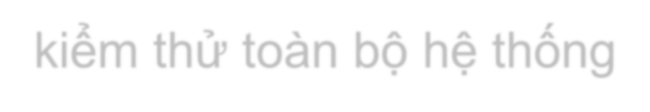 kiểm thử toàn bộ hệ thống